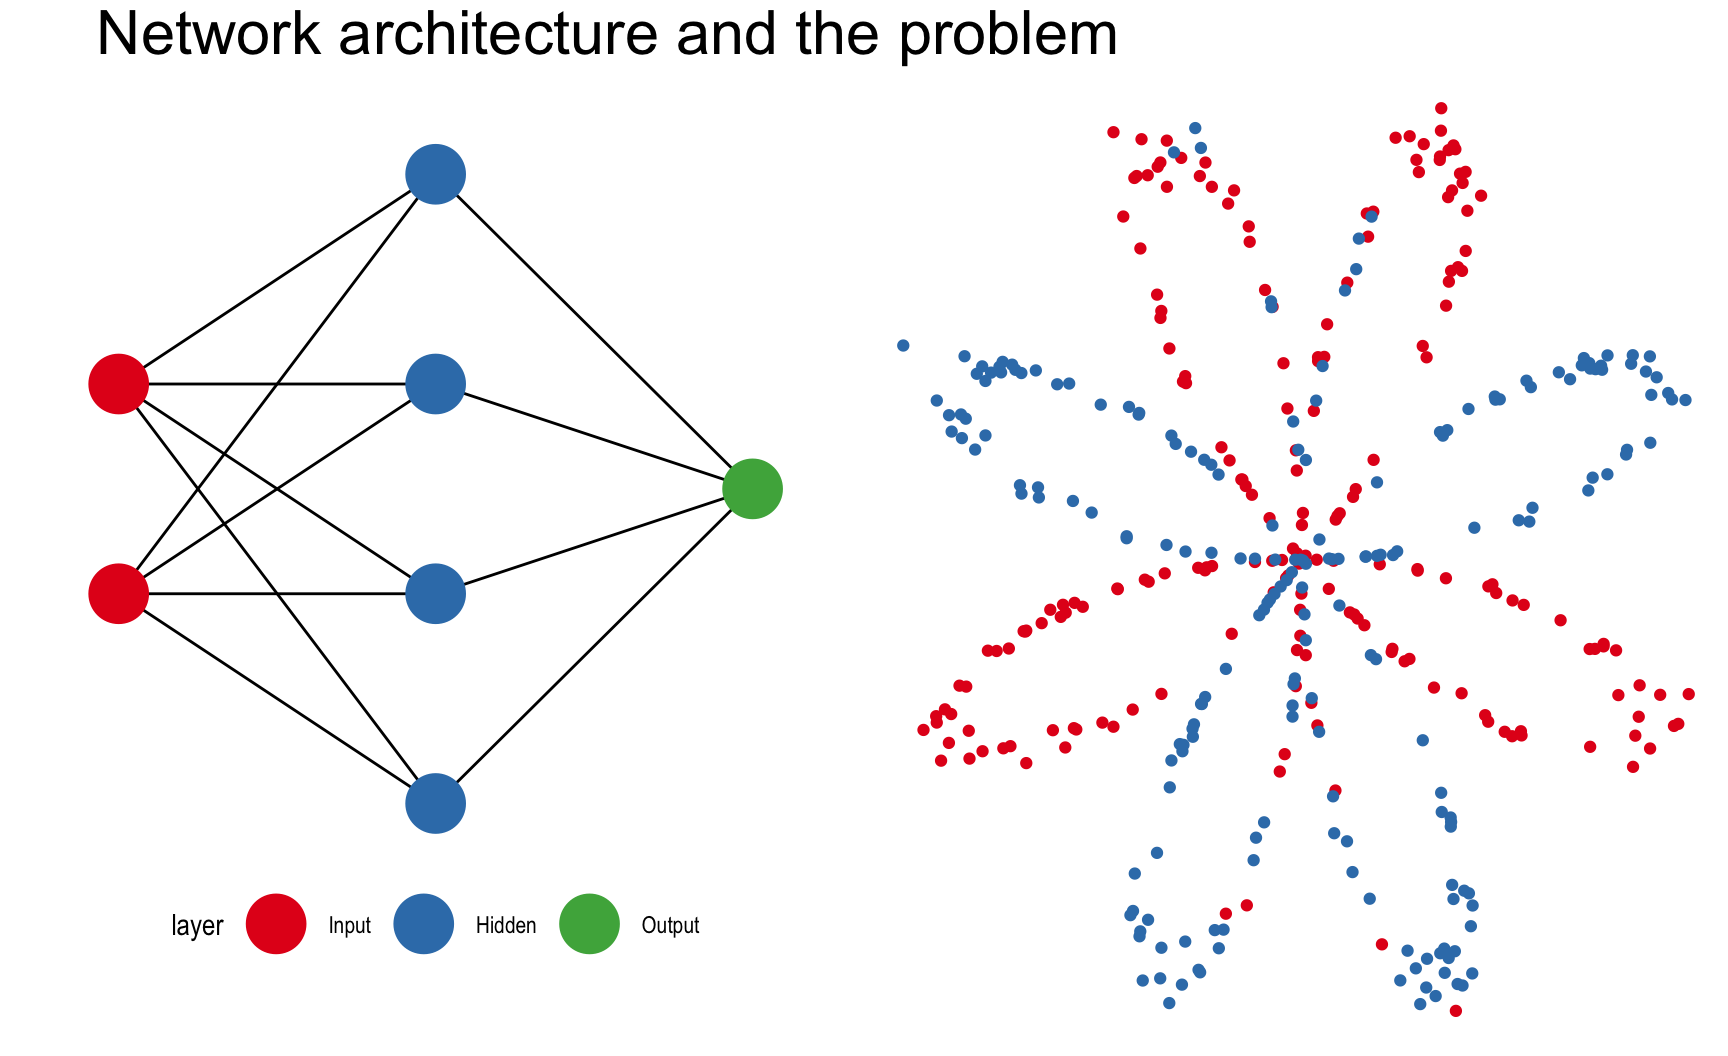 Network architecture and the problem
layer Input Hidden Output